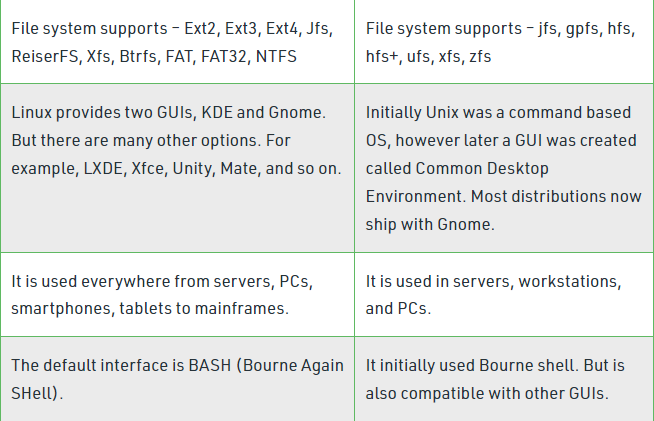 File system supports – Ext2, Ext3, Ext4, Jfs,
ReiserFS, Xfs, Btrfs, FAT, FAT32, NTFS
File system supports – jfs, gpfs, hfs,
hfs+, ufs, xfs, zfs
Linux provides two GUIs, KDE and Gnome.
But there are many other options. For
example, LXDE, Xfce, Unity, Mate, and so on.
Initially Unix was a command based
OS, however later a GUI was created
called Common Desktop
Environment. Most distributions now
ship with Gnome.
It is used everywhere from servers, PCs,
smartphones, tablets to mainframes.
It is used in servers, workstations,
and PCs.
The default interface is BASH (Bourne Again
SHell).
It initially used Bourne shell. But is
also compatible with other GUIs.